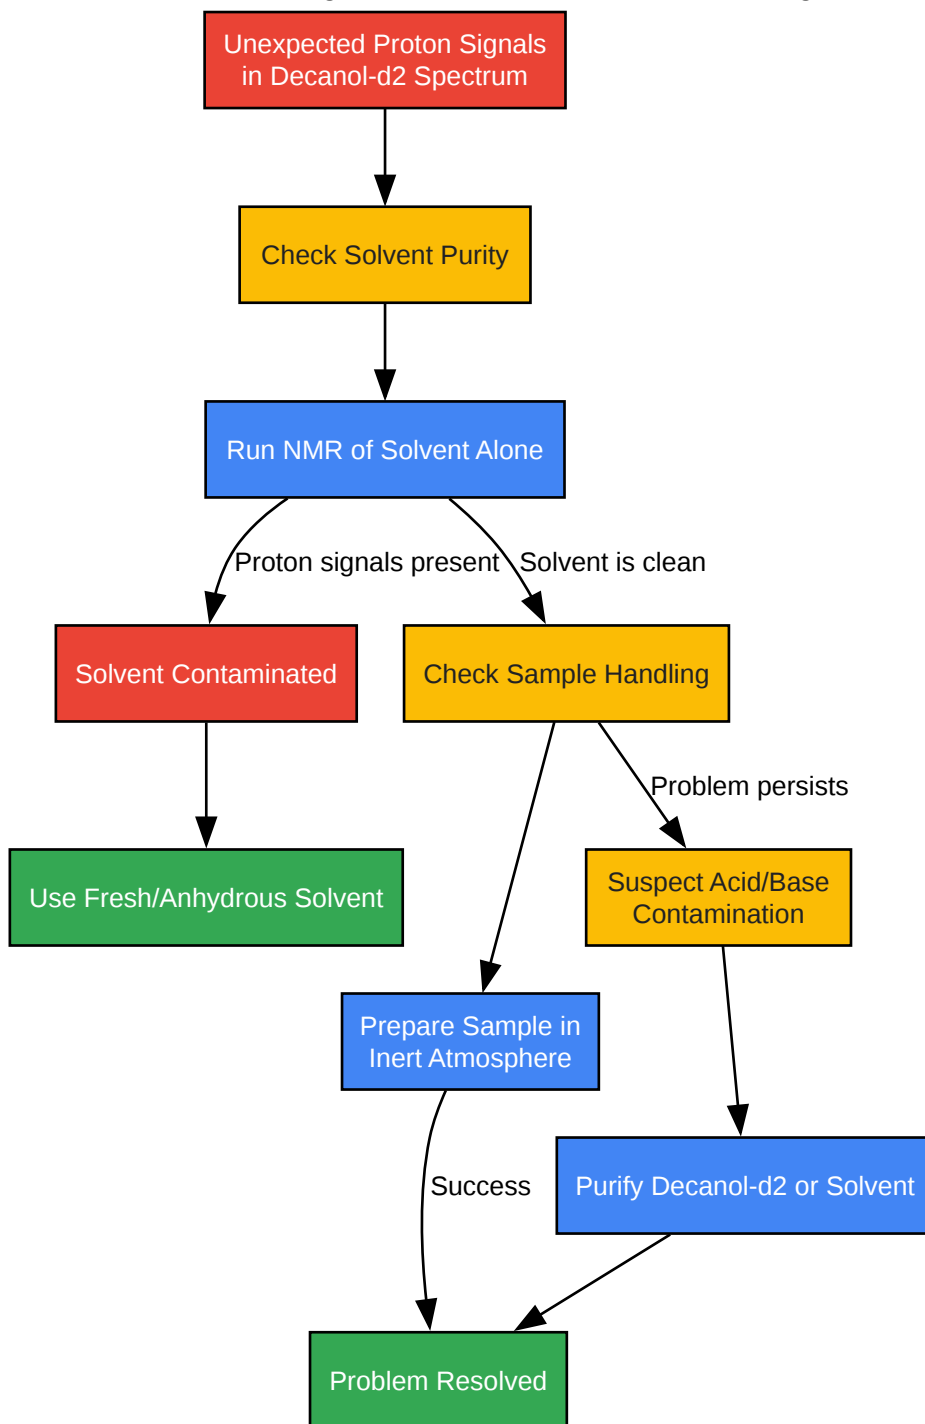 Unexpected Proton Signals
in Decanol-d2 Spectrum
Check Solvent Purity
Run NMR of Solvent Alone
Proton signals present
Solvent is clean
Solvent Contaminated
Check Sample Handling
Problem persists
Use Fresh/Anhydrous Solvent
Suspect Acid/Base
Contamination
Prepare Sample in
Inert Atmosphere
Success
Purify Decanol-d2 or Solvent
Problem Resolved